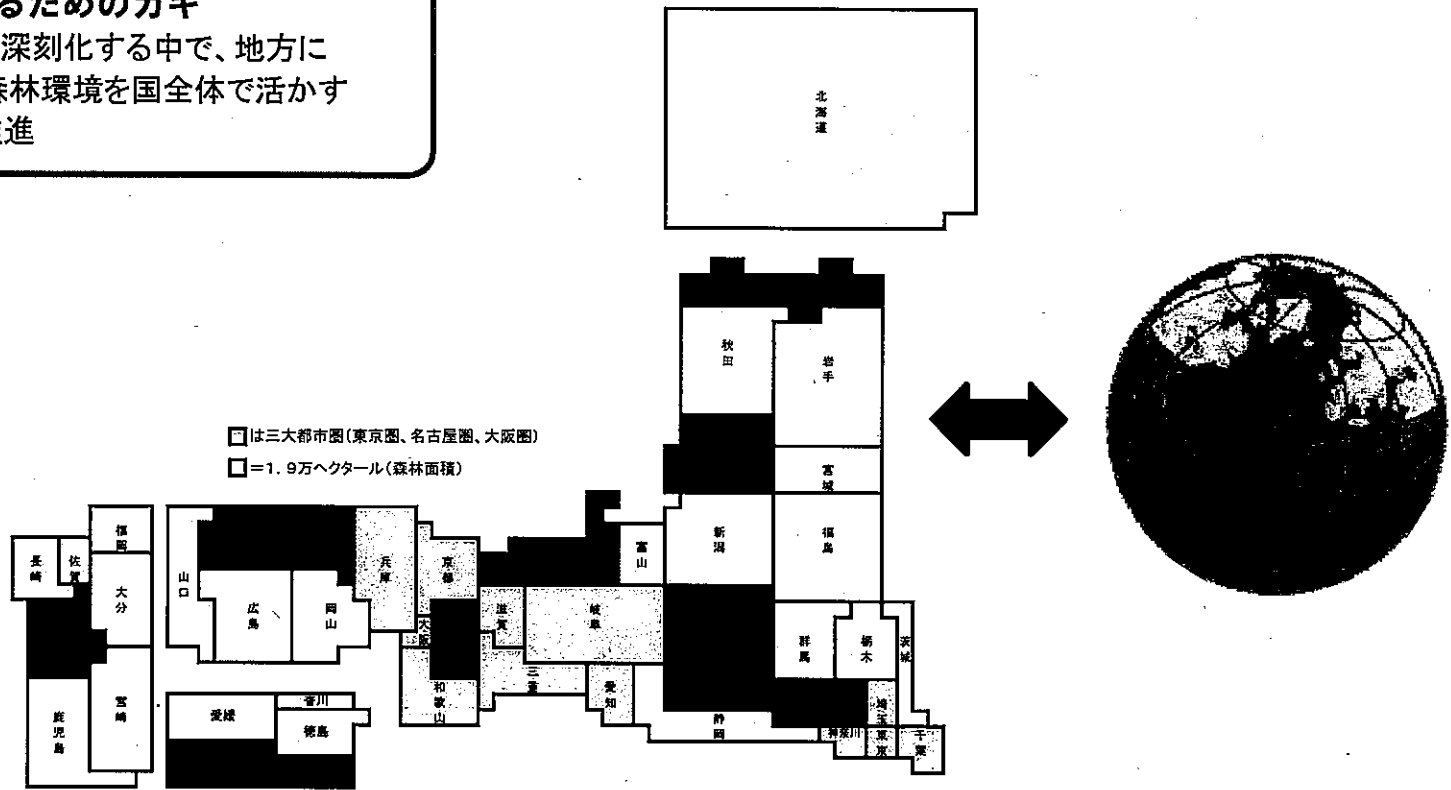 るためのカギ
深刻化する中で、地方に
森林環境を国全体で活かす
進
北海道
秋田
岩手
□は三大都市圏(東京圏、名古屋圏、大阪圏)
□=1.9万ヘクタール(森林面積)
宮城
新潟
福島
富山
福岡
長崎
佐賀
大分
山口
広島
岡山
兵庫
京都
滋賀
岐阜
大阪
群馬
栃木
茨城
三重
愛知
和歌山
宮崎
鹿児島
愛媛
香川
徳島
静岡
神奈川
埼玉
東京
千葉